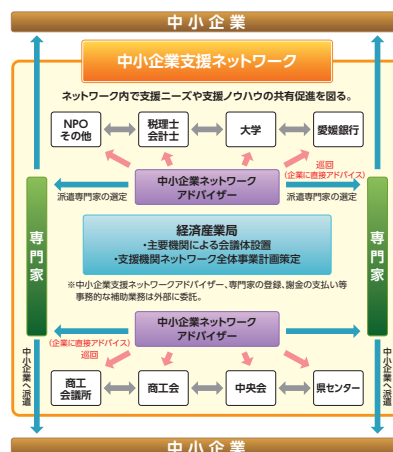 中小企業
中小企業支援ネットワーク
ネットワーク内で支援ニーズや支援ノウハウの共有促進を図る。
NPO
その他
税理士
会計士
大学
愛媛銀行
巡回
(企業に直接アドバイス)
中小企業ネットワーク
アドバイザー
派遣専門家の選定
派遣専門家の選定
専門家
専門家
経済産業局
・主要機関による会議体設置
・支援機関ネットワーク全体事業計画策定
※中小企業支援ネットワークアドバイザー、専門家の登録、謝金の支払い等
事務的な補助業務は外部に委託。
中小企業ネットワーク
アドバイザー
(企業に直接アドバイス)
巡回
中小企業へ派遣
中小企業へ派遣
商工
会議所
商工会
中央会
県センター
中小企業